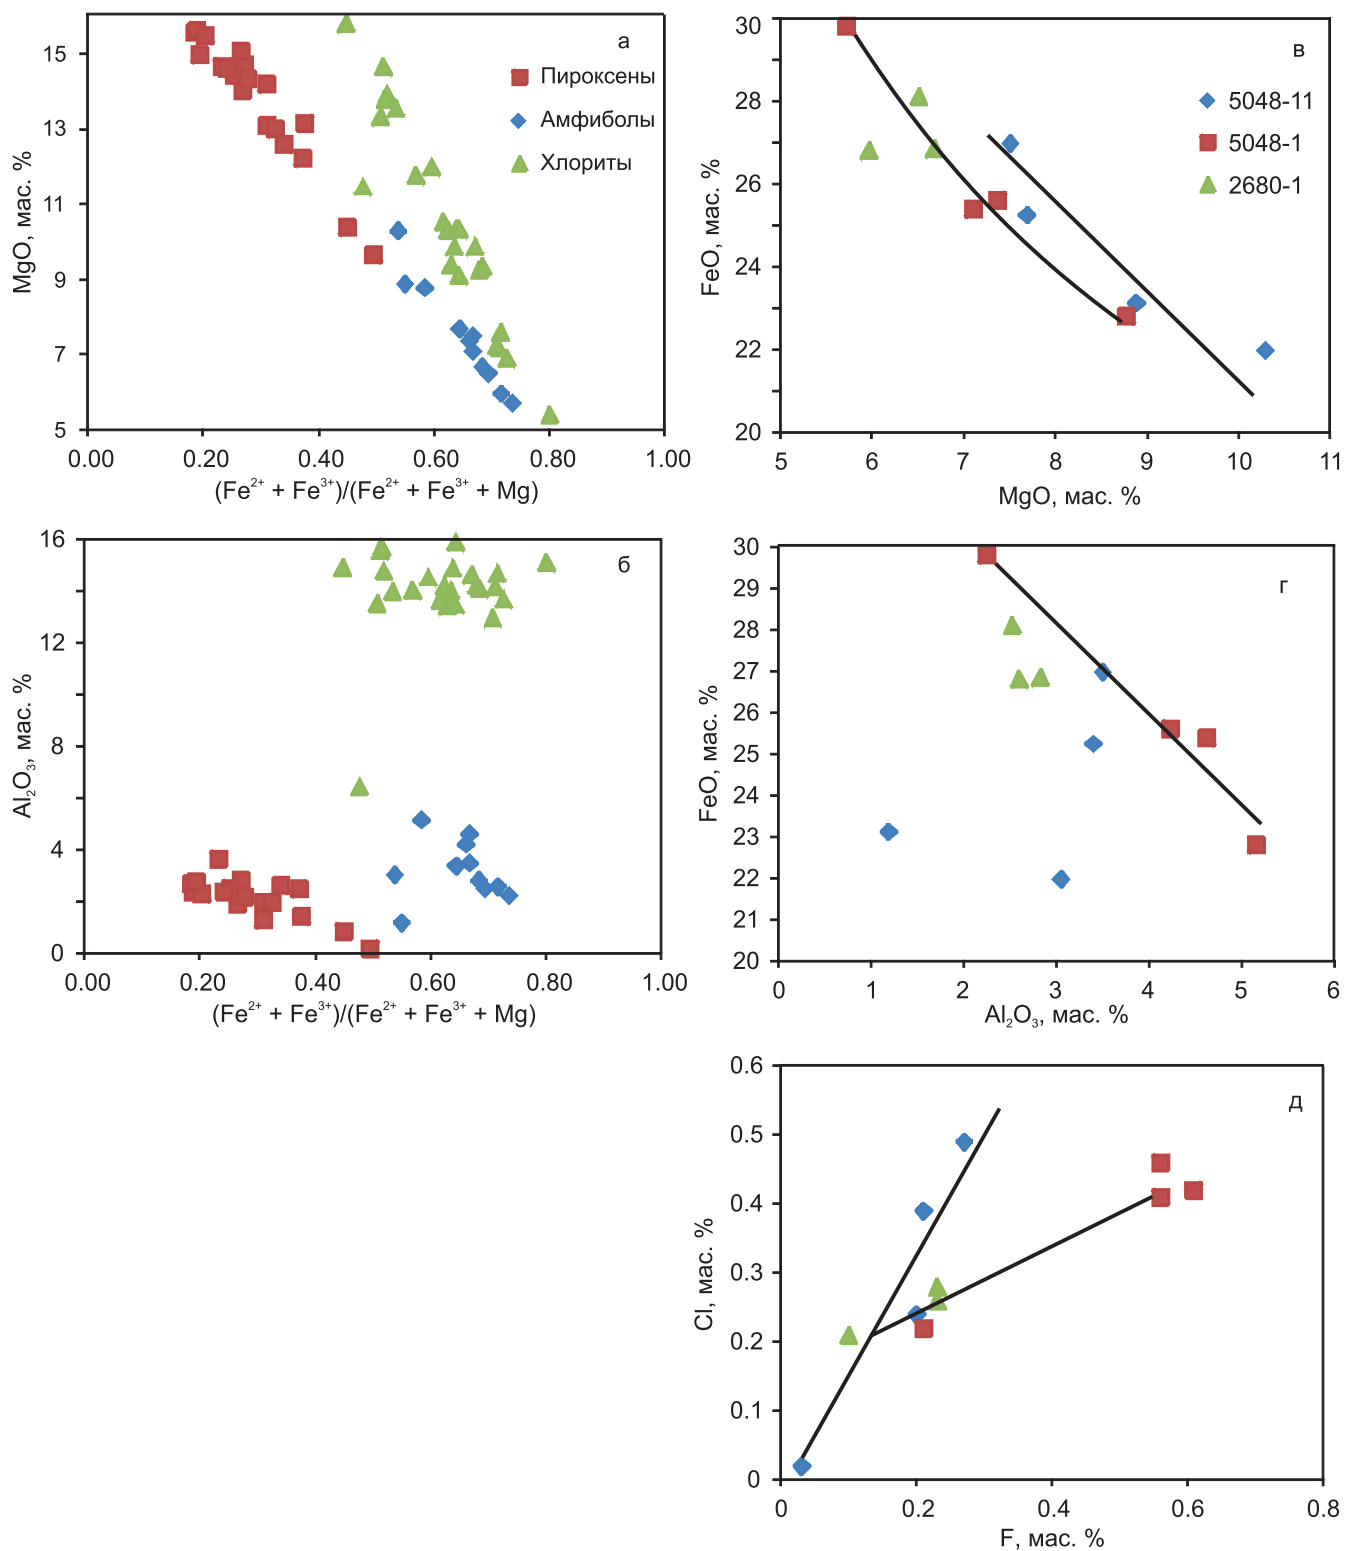 а
Пироксены
Амфиболы
Хлориты
MgO, мас. %
15
13
11
9
7
5
0.00 0.20 0.40 0.60 0.80 1.00
(Fe²⁺ + Fe³⁺)/(Fe²⁺ + Fe³⁺ + Mg)
в
5048-11
5048-1
2680-1
FeO, мас. %
30
28
26
24
22
20
5 6 7 8 9 10 11
MgO, мас. %
б
Al₂O₃, мас. %
16
12
8
4
0
0.00 0.20 0.40 0.60 0.80 1.00
(Fe²⁺ + Fe³⁺)/(Fe²⁺ + Fe³⁺ + Mg)
г
FeO, мас. %
30
29
28
27
26
25
24
23
22
21
20
0 1 2 3 4 5 6
Al₂O₃, мас. %
д
Cl, мас. %
0.6
0.5
0.4
0.3
0.2
0.1
0
0 0.2 0.4 0.6 0.8
F, мас. %